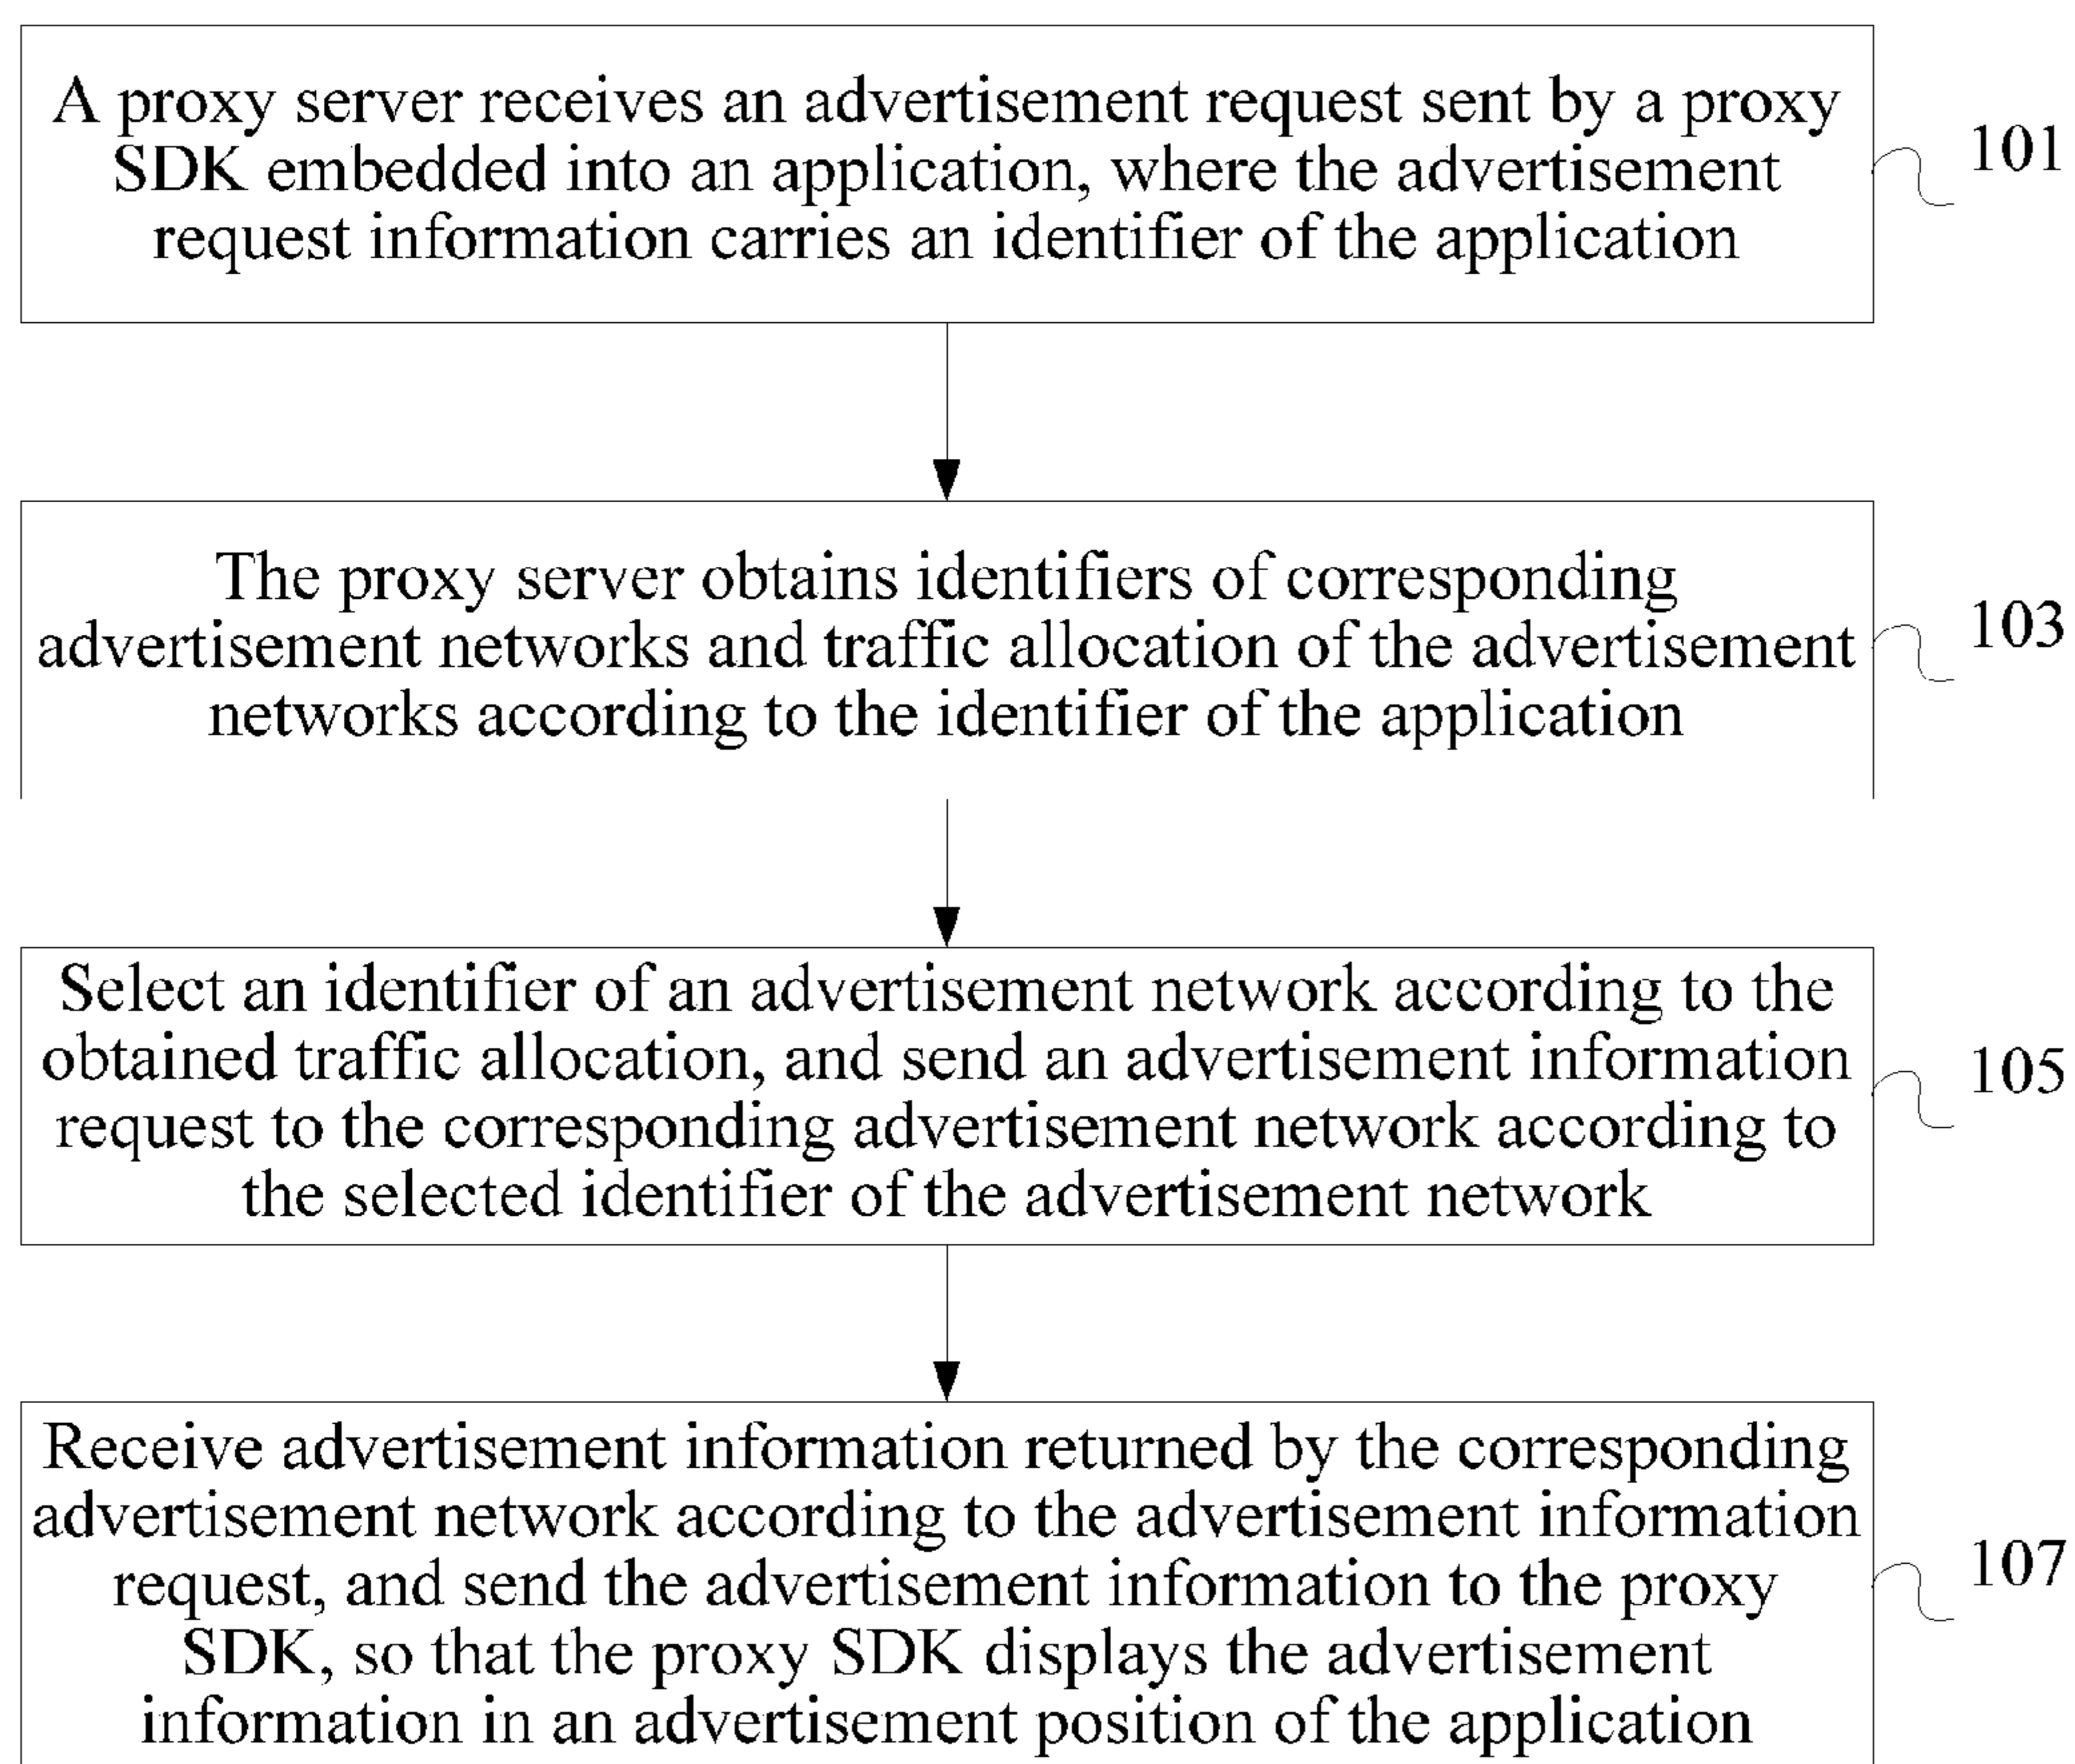 A proxy server receives an advertisement request sent by a proxy
SDK embedded into an application, where the advertisement
request information carries an identifier of the application
101
The proxy server obtains identifiers of corresponding
advertisement networks and traffic allocation of the advertisement
networks according to the identifier of the application
103
Select an identifier of an advertisement network according to the
obtained traffic allocation, and send an advertisement information
request to the corresponding advertisement network according to
the selected identifier of the advertisement network
105
Receive advertisement information returned by the corresponding
advertisement network according to the advertisement information
request, and send the advertisement information to the proxy
SDK, so that the proxy SDK displays the advertisement
information in an advertisement position of the application
107